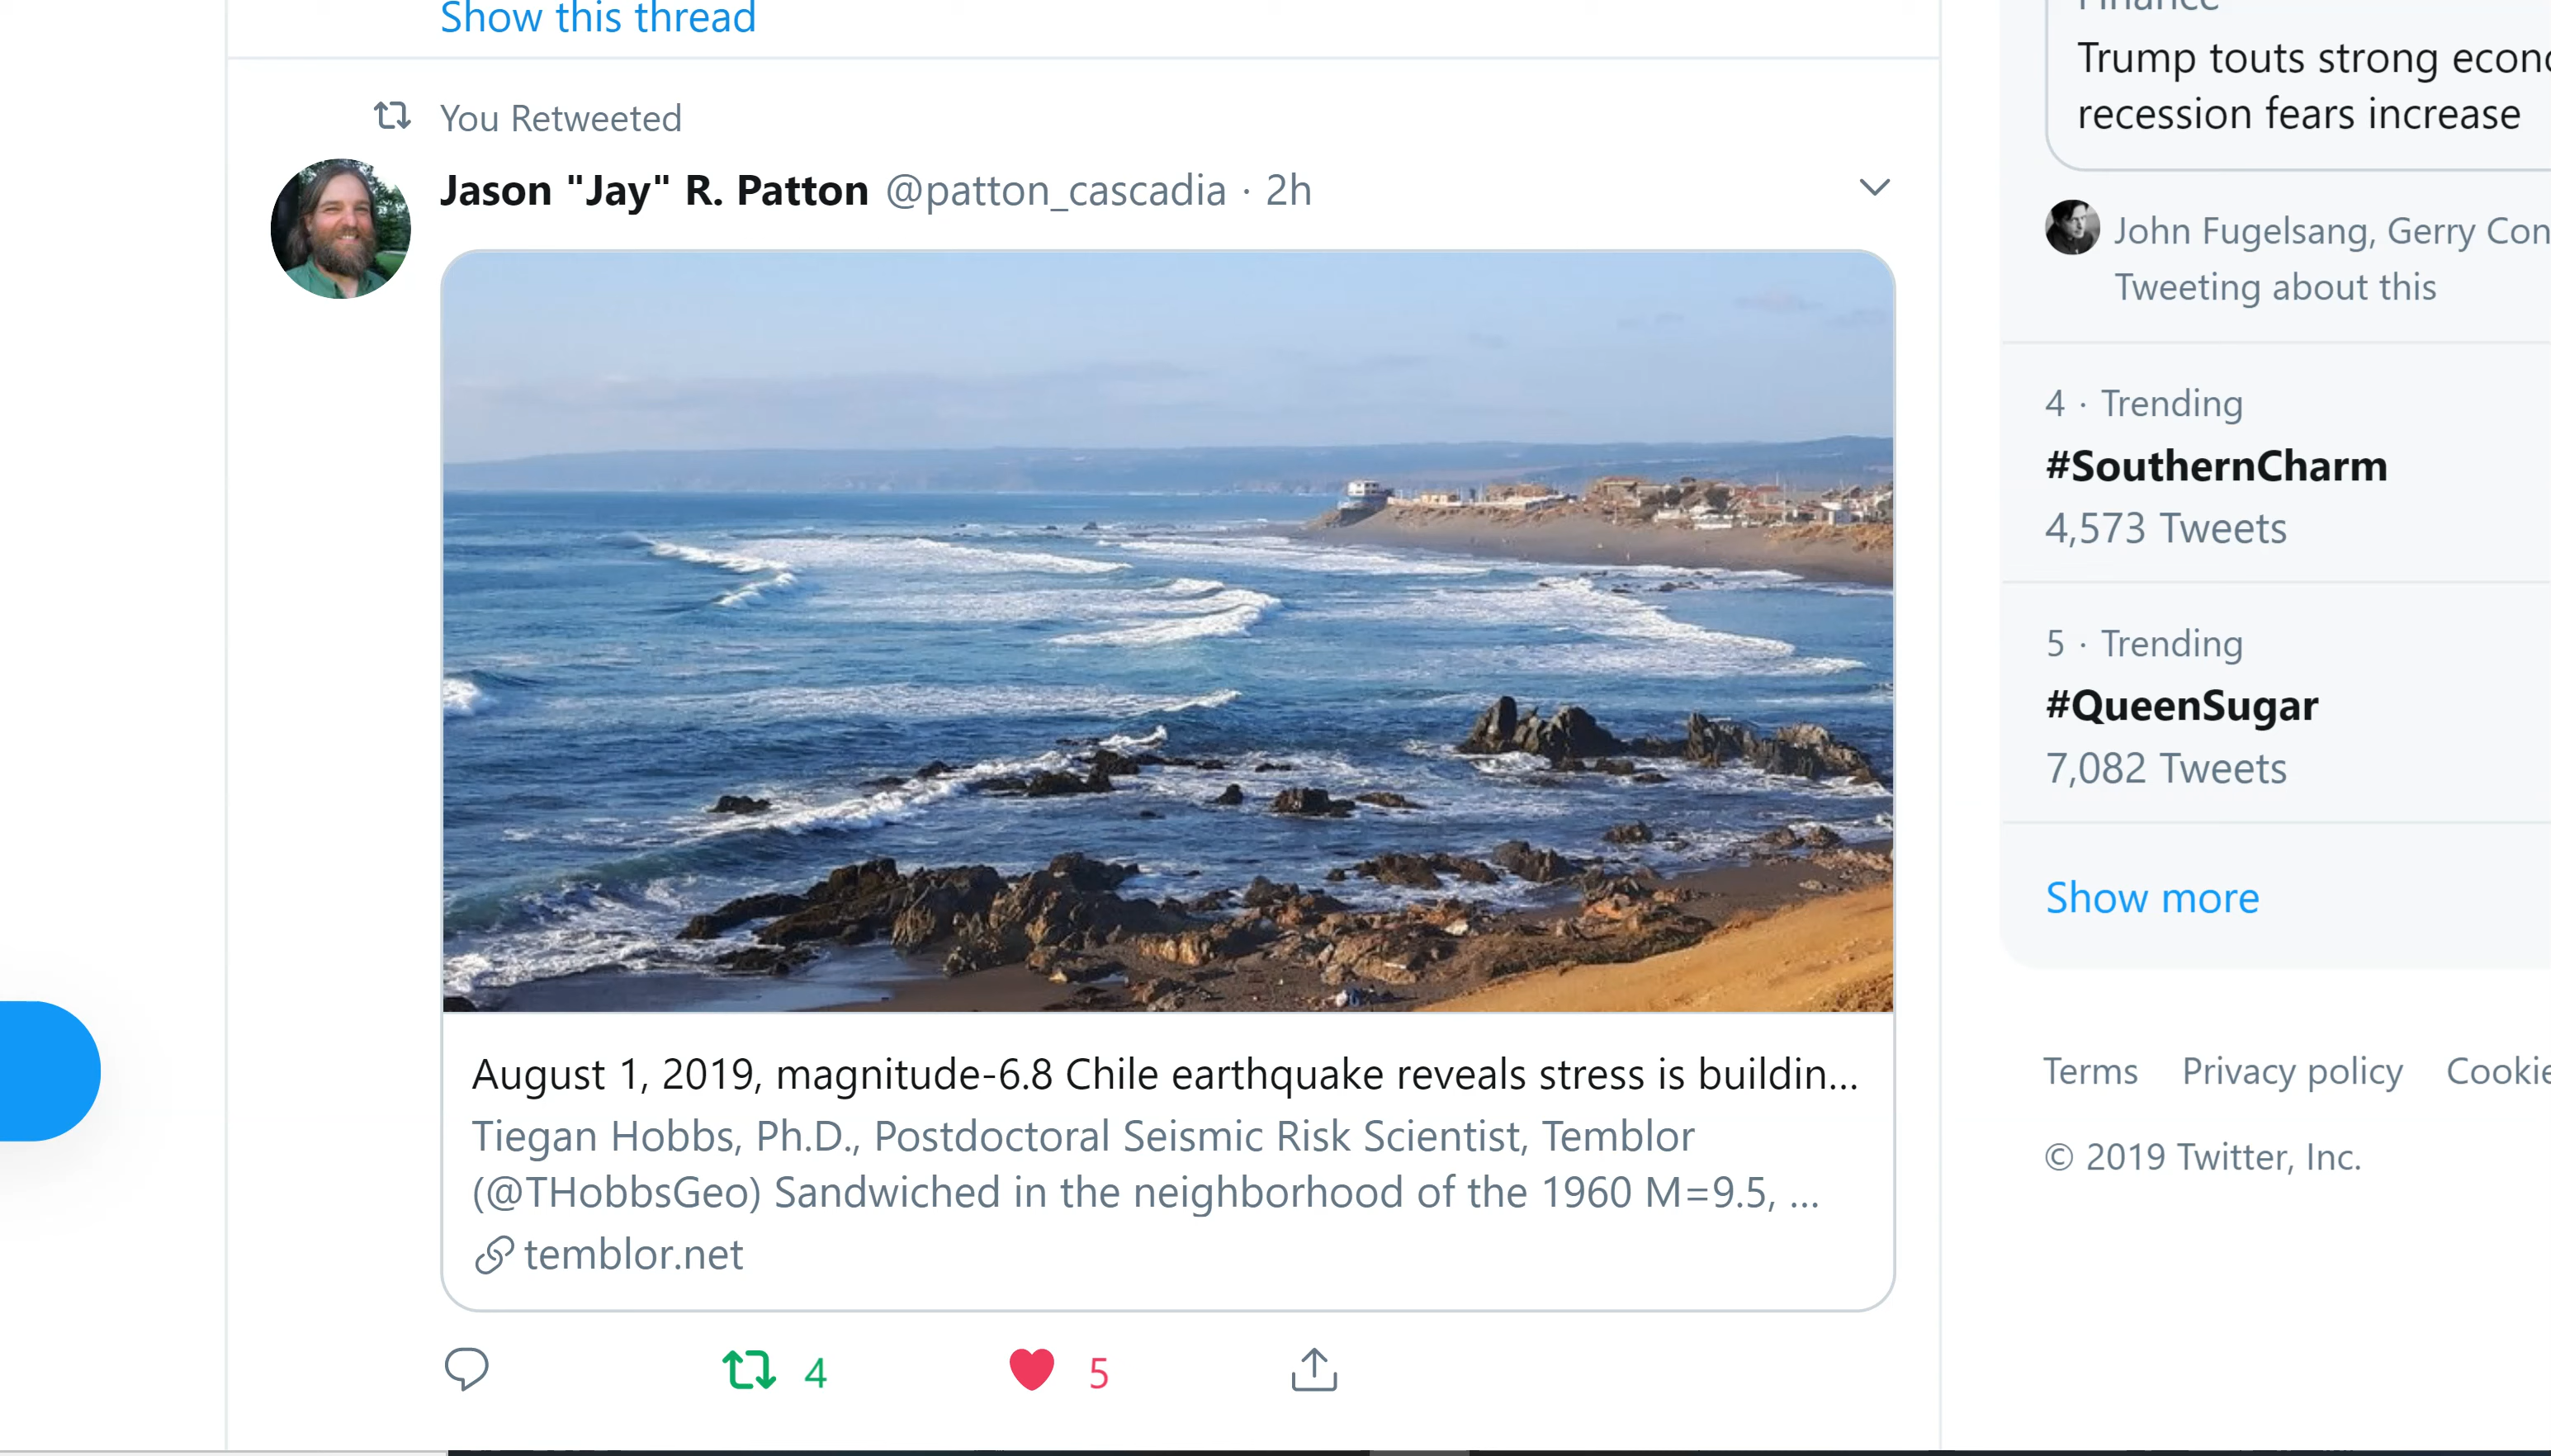 Show this thread
You Retweeted
Jason "Jay" R. Patton @patton_cascadia · 2h
August 1, 2019, magnitude-6.8 Chile earthquake reveals stress is buildin...
Tiegan Hobbs, Ph.D., Postdoctoral Seismic Risk Scientist, Temblor
(@THobbsGeo) Sandwiched in the neighborhood of the 1960 M=9.5, ...
temblor.net
4 5
Trump touts strong
recession fears increase
John Fugelsang, Gerry
Tweeting about this
4 · Trending
#SouthernCharm
4,573 Tweets
5 · Trending
#QueenSugar
7,082 Tweets
Show more
Terms Privacy policy
© 2019 Twitter, Inc.